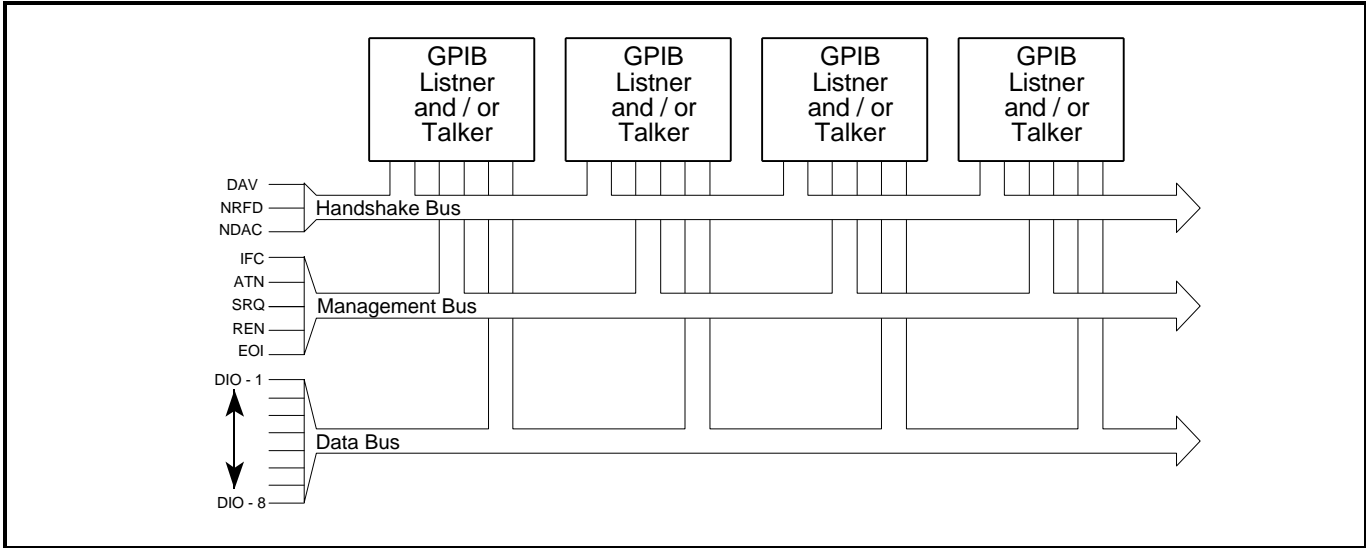 GPIB
Listner
and / or
Talker
GPIB
Listner
and / or
Talker
GPIB
Listner
and / or
Talker
GPIB
Listner
and / or
Talker
DAV
NRFD
NDAC
Handshake Bus
IFC
ATN
SRQ
REN
EOI
Management Bus
DIO - 1
DIO - 8
Data Bus